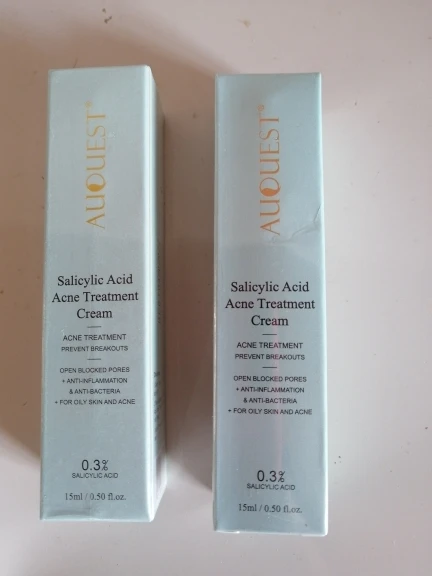 AUQUEST®
Salicylic Acid
Acne Treatment
Cream
ACNE TREATMENT
PREVENT BREAKOUTS
OPEN BLOCKED PORES
+ ANTI-INFLAMMATION
& ANTI-BACTERIA
+ FOR OILY SKIN AND ACNE
0.3%
SALICYLIC ACID
15ml / 0.50 fl.oz.
AUQUEST®
Salicylic Acid
Acne Treatment
Cream
ACNE TREATMENT
PREVENT BREAKOUTS
OPEN BLOCKED PORES
+ ANTI-INFLAMMATION
& ANTI-BACTERIA
+ FOR OILY SKIN AND ACNE
0.3%
SALICYLIC ACID
15ml / 0.50 fl.oz.